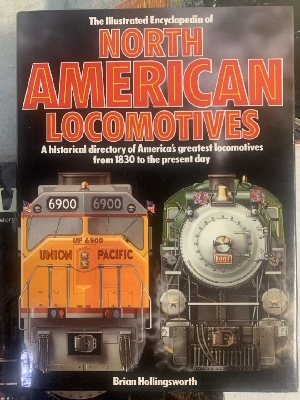 The Illustrated Encyclopedia of
NORTH
AMERICAN
LOCOMOTIVES
A historical directory of America's greatest locomotives
from 1830 to the present day
6900 6900
UP 6900
UNION PACIFIC
Brian Hollingsworth